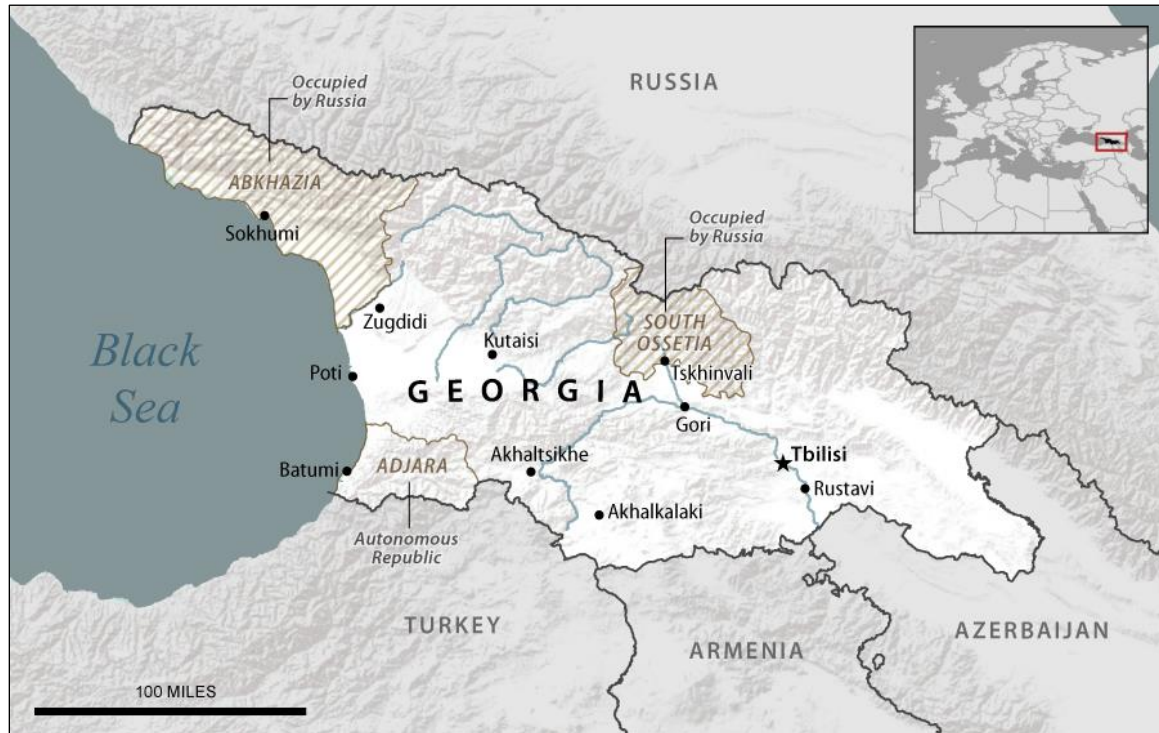 RUSSIA
Occupied
by Russia
ABKHAZIA
Sokhumi
Occupied
by Russia
Zugdidi
SOUTH
OSSETIA
Black
Sea
Kutaisi
Poti
Tskhinvali
GEORGIA
Gori
Tbilisi
Batumi
ADJARA
Akhaltsikhe
Rustavi
Akhalkalaki
Autonomous
Republic
TURKEY
ARMENIA
AZERBAIJAN
100 MILES